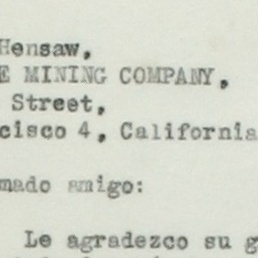 Hensaw,
E MINING COMPANY,
Street,
cisco 4, California
mado amigo:
Le agradezco su g